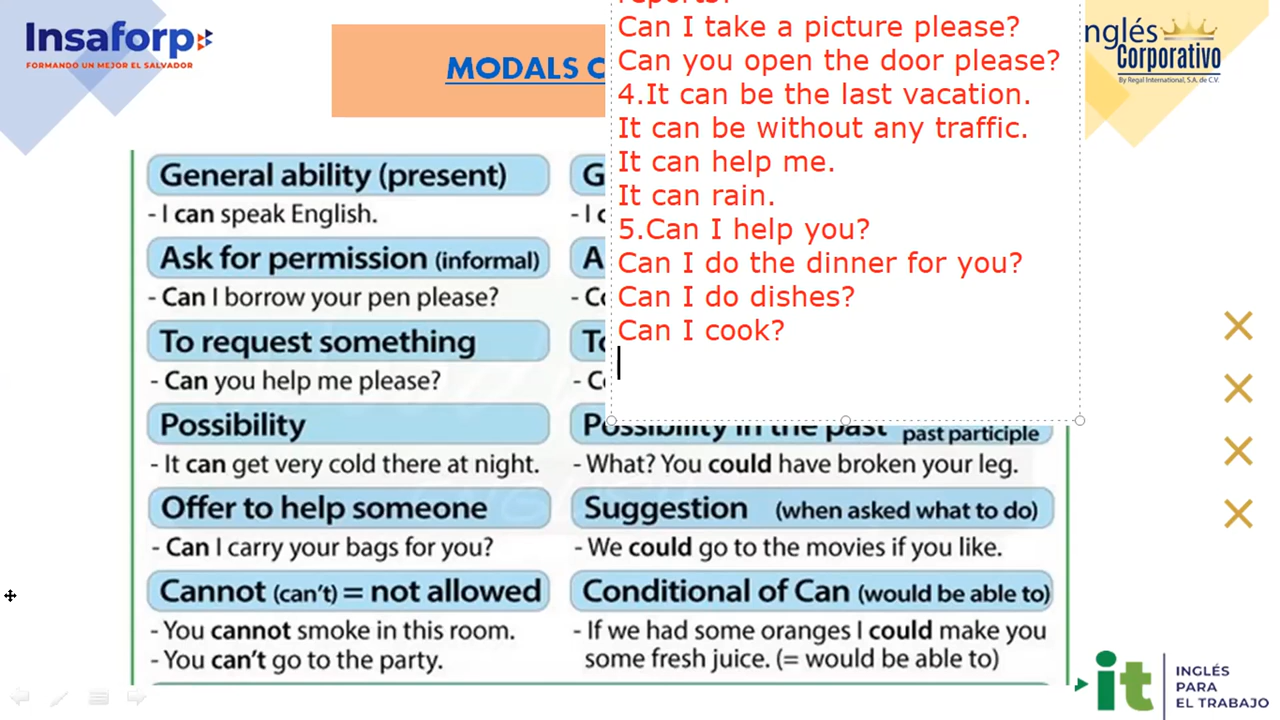 Insaforp
FORMANDO UN MEJOR EL SALVADOR
MODALS C
Can I take a picture please?
Can you open the door please?
4.It can be the last vacation.
It can be without any traffic.
It can help me.
It can rain.
5.Can I help you?
Can I do the dinner for you?
Can I do dishes?
Can I cook?
nglés
Corporativo
By Regal International, S.A. de C.V.
General ability (present)
- I can speak English.
Ask for permission (informal)
- Can I borrow your pen please?
To request something
- Can you help me please?
Possibility
- It can get very cold there at night.
Offer to help someone
- Can I carry your bags for you?
Cannot (can't) = not allowed
- You cannot smoke in this room.
- You can't go to the party.
G
- I c
A
- Co
To
- Co
Possibility in the past past participle
- What? You could have broken your leg.
Suggestion (when asked what to do)
- We could go to the movies if you like.
Conditional of Can (would be able to)
- If we had some oranges I could make you
some fresh juice. (= would be able to)
it
INGLÉS
PARA
EL TRABAJO